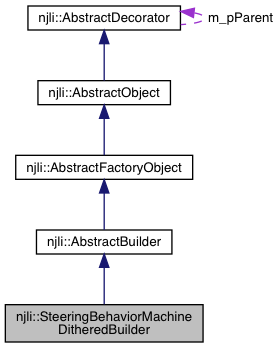 njli::AbstractDecorator
m_pParent
njli::AbstractObject
njli::AbstractFactoryObject
njli::AbstractBuilder
njli::SteeringBehaviorMachine
DitheredBuilder